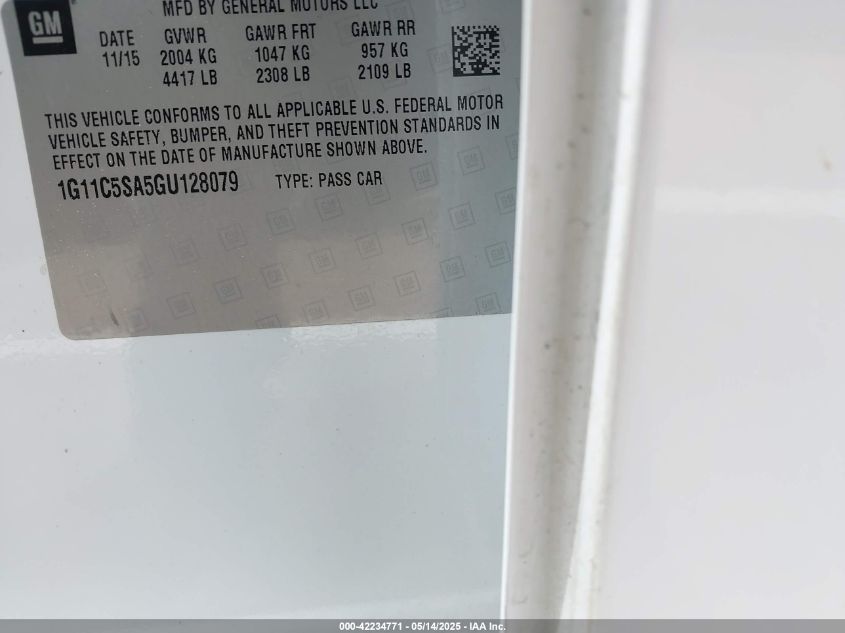 GM
MFD BY GENERAL MOTORS LLC
DATE GVWR GAWR FRT GAWR RR
11/15 2004 KG 1047 KG 957 KG
4417 LB 2308 LB 2109 LB
THIS VEHICLE CONFORMS TO ALL APPLICABLE U.S. FEDERAL MOTOR
VEHICLE SAFETY, BUMPER, AND THEFT PREVENTION STANDARDS IN
EFFECT ON THE DATE OF MANUFACTURE SHOWN ABOVE.
1G11C5SA5GU128079 TYPE: PASS CAR
000-42234771 - 05/14/2025 - IAA Inc.